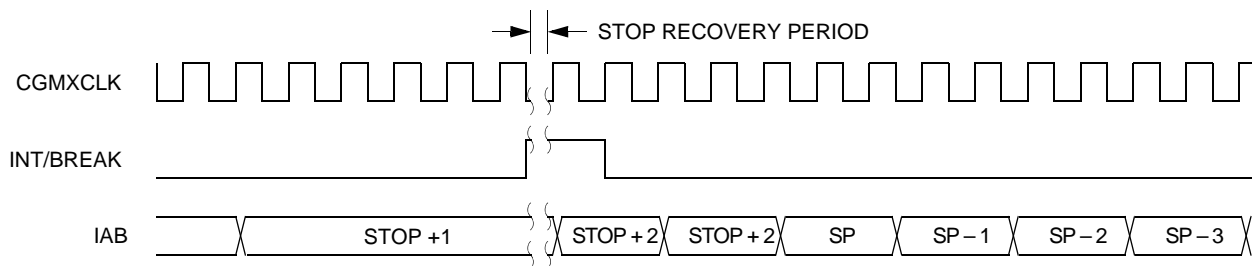 STOP RECOVERY PERIOD
CGMXCLK
INT/BREAK
IAB STOP +1 STOP + 2 STOP + 2 SP SP – 1 SP – 2 SP – 3